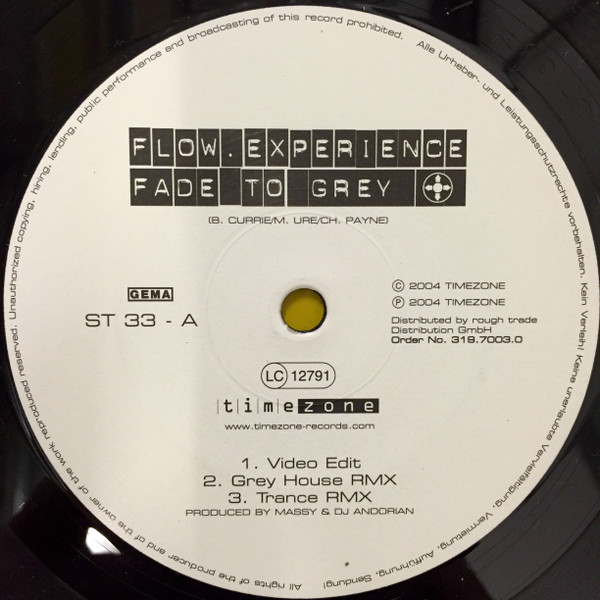 FLOW.EXPERIENCE
FADE TO GREY
(B. CURRIE/M. URE/CH. PAYNE)
GEMA
ST 33 - A
© 2004 TIMEZONE
℗ 2004 TIMEZONE
Distributed by rough trade
Distribution GmbH
Order No. 319.7003.0
LC 12791
timezone
www.timezone-records.com
1. Video Edit
2. Grey House RMX
3. Trance RMX
PRODUCED BY MASSY & DJ ANDORIAN
All rights of the producer and of the owner of the work reproduced reserved. Unauthorized copying, hiring, lending, public performance and broadcasting of this record prohibited.
Alle Urheber- und Leistungsschutzrechte vorbehalten. Kein Verleih! Keine unerlaubte Vervielfältigung, Vermietung, Aufführung, Sendung!